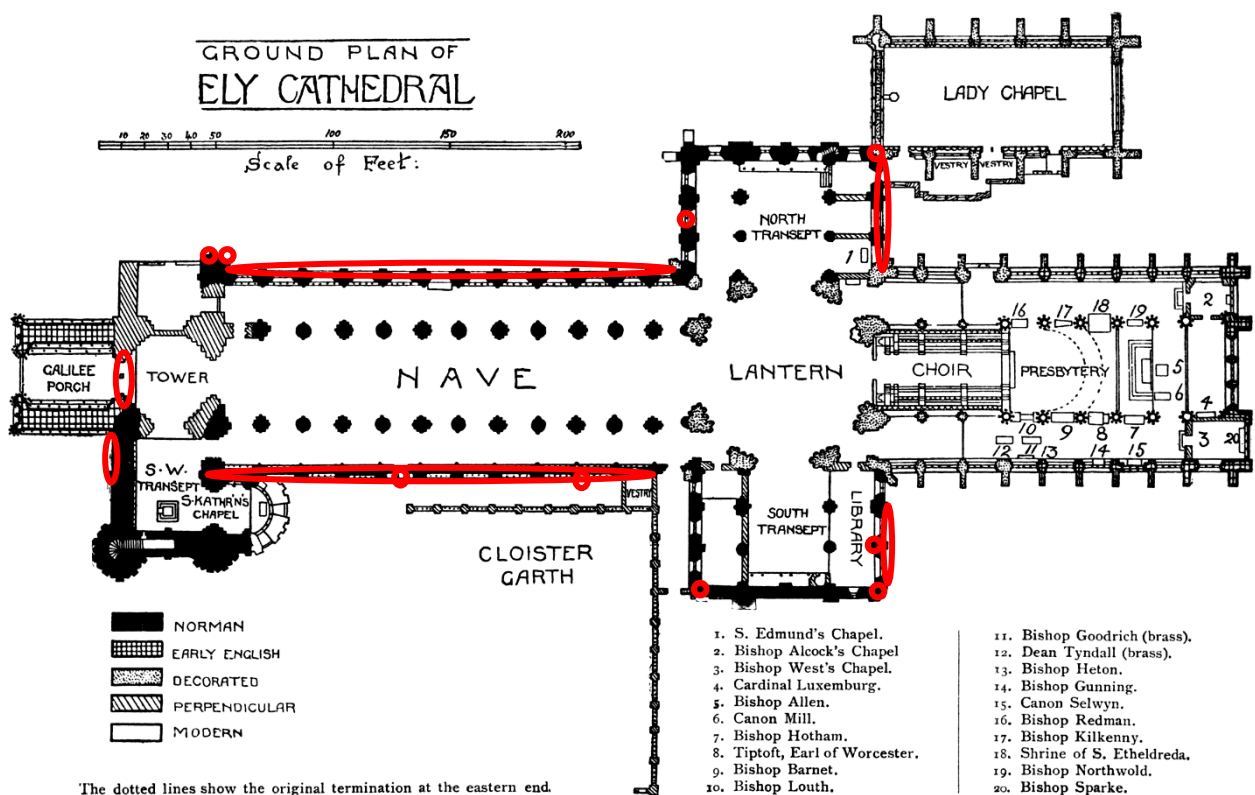 GROUND PLAN OF
ELY CATHEDRAL
10 20 30 40 50 100 150 200
Scale of Feet:
LADY CHAPEL
VESTRY
VESTRY
NORTH
TRANSEPT
1
GALILEE
PORCH
TOWER
NAVE
LANTERN
CHOIR
PRESBYTERY
16 17 18 19
2
5
6
4
10 9 8 7
3 20
12 11 13 14 15
S.W.
TRANSEPT
S.KATHR'NS
CHAPEL
VESTRY
CLOISTER
GARTH
SOUTH
TRANSEPT
LIBRARY
NORMAN
EARLY ENGLISH
DECORATED
PERPENDICULAR
MODERN
The dotted lines show the original termination at the eastern end.
1. S. Edmund's Chapel.
2. Bishop Alcock's Chapel
3. Bishop West's Chapel.
4. Cardinal Luxemburg.
5. Bishop Allen.
6. Canon Mill.
7. Bishop Hotham.
8. Tiptoft, Earl of Worcester.
9. Bishop Barnet.
10. Bishop Louth.
11. Bishop Goodrich (brass).
12. Dean Tyndall (brass).
13. Bishop Heton.
14. Bishop Gunning.
15. Canon Selwyn.
16. Bishop Redman.
17. Bishop Kilkenny.
18. Shrine of S. Etheldreda.
19. Bishop Northwold.
20. Bishop Sparke.